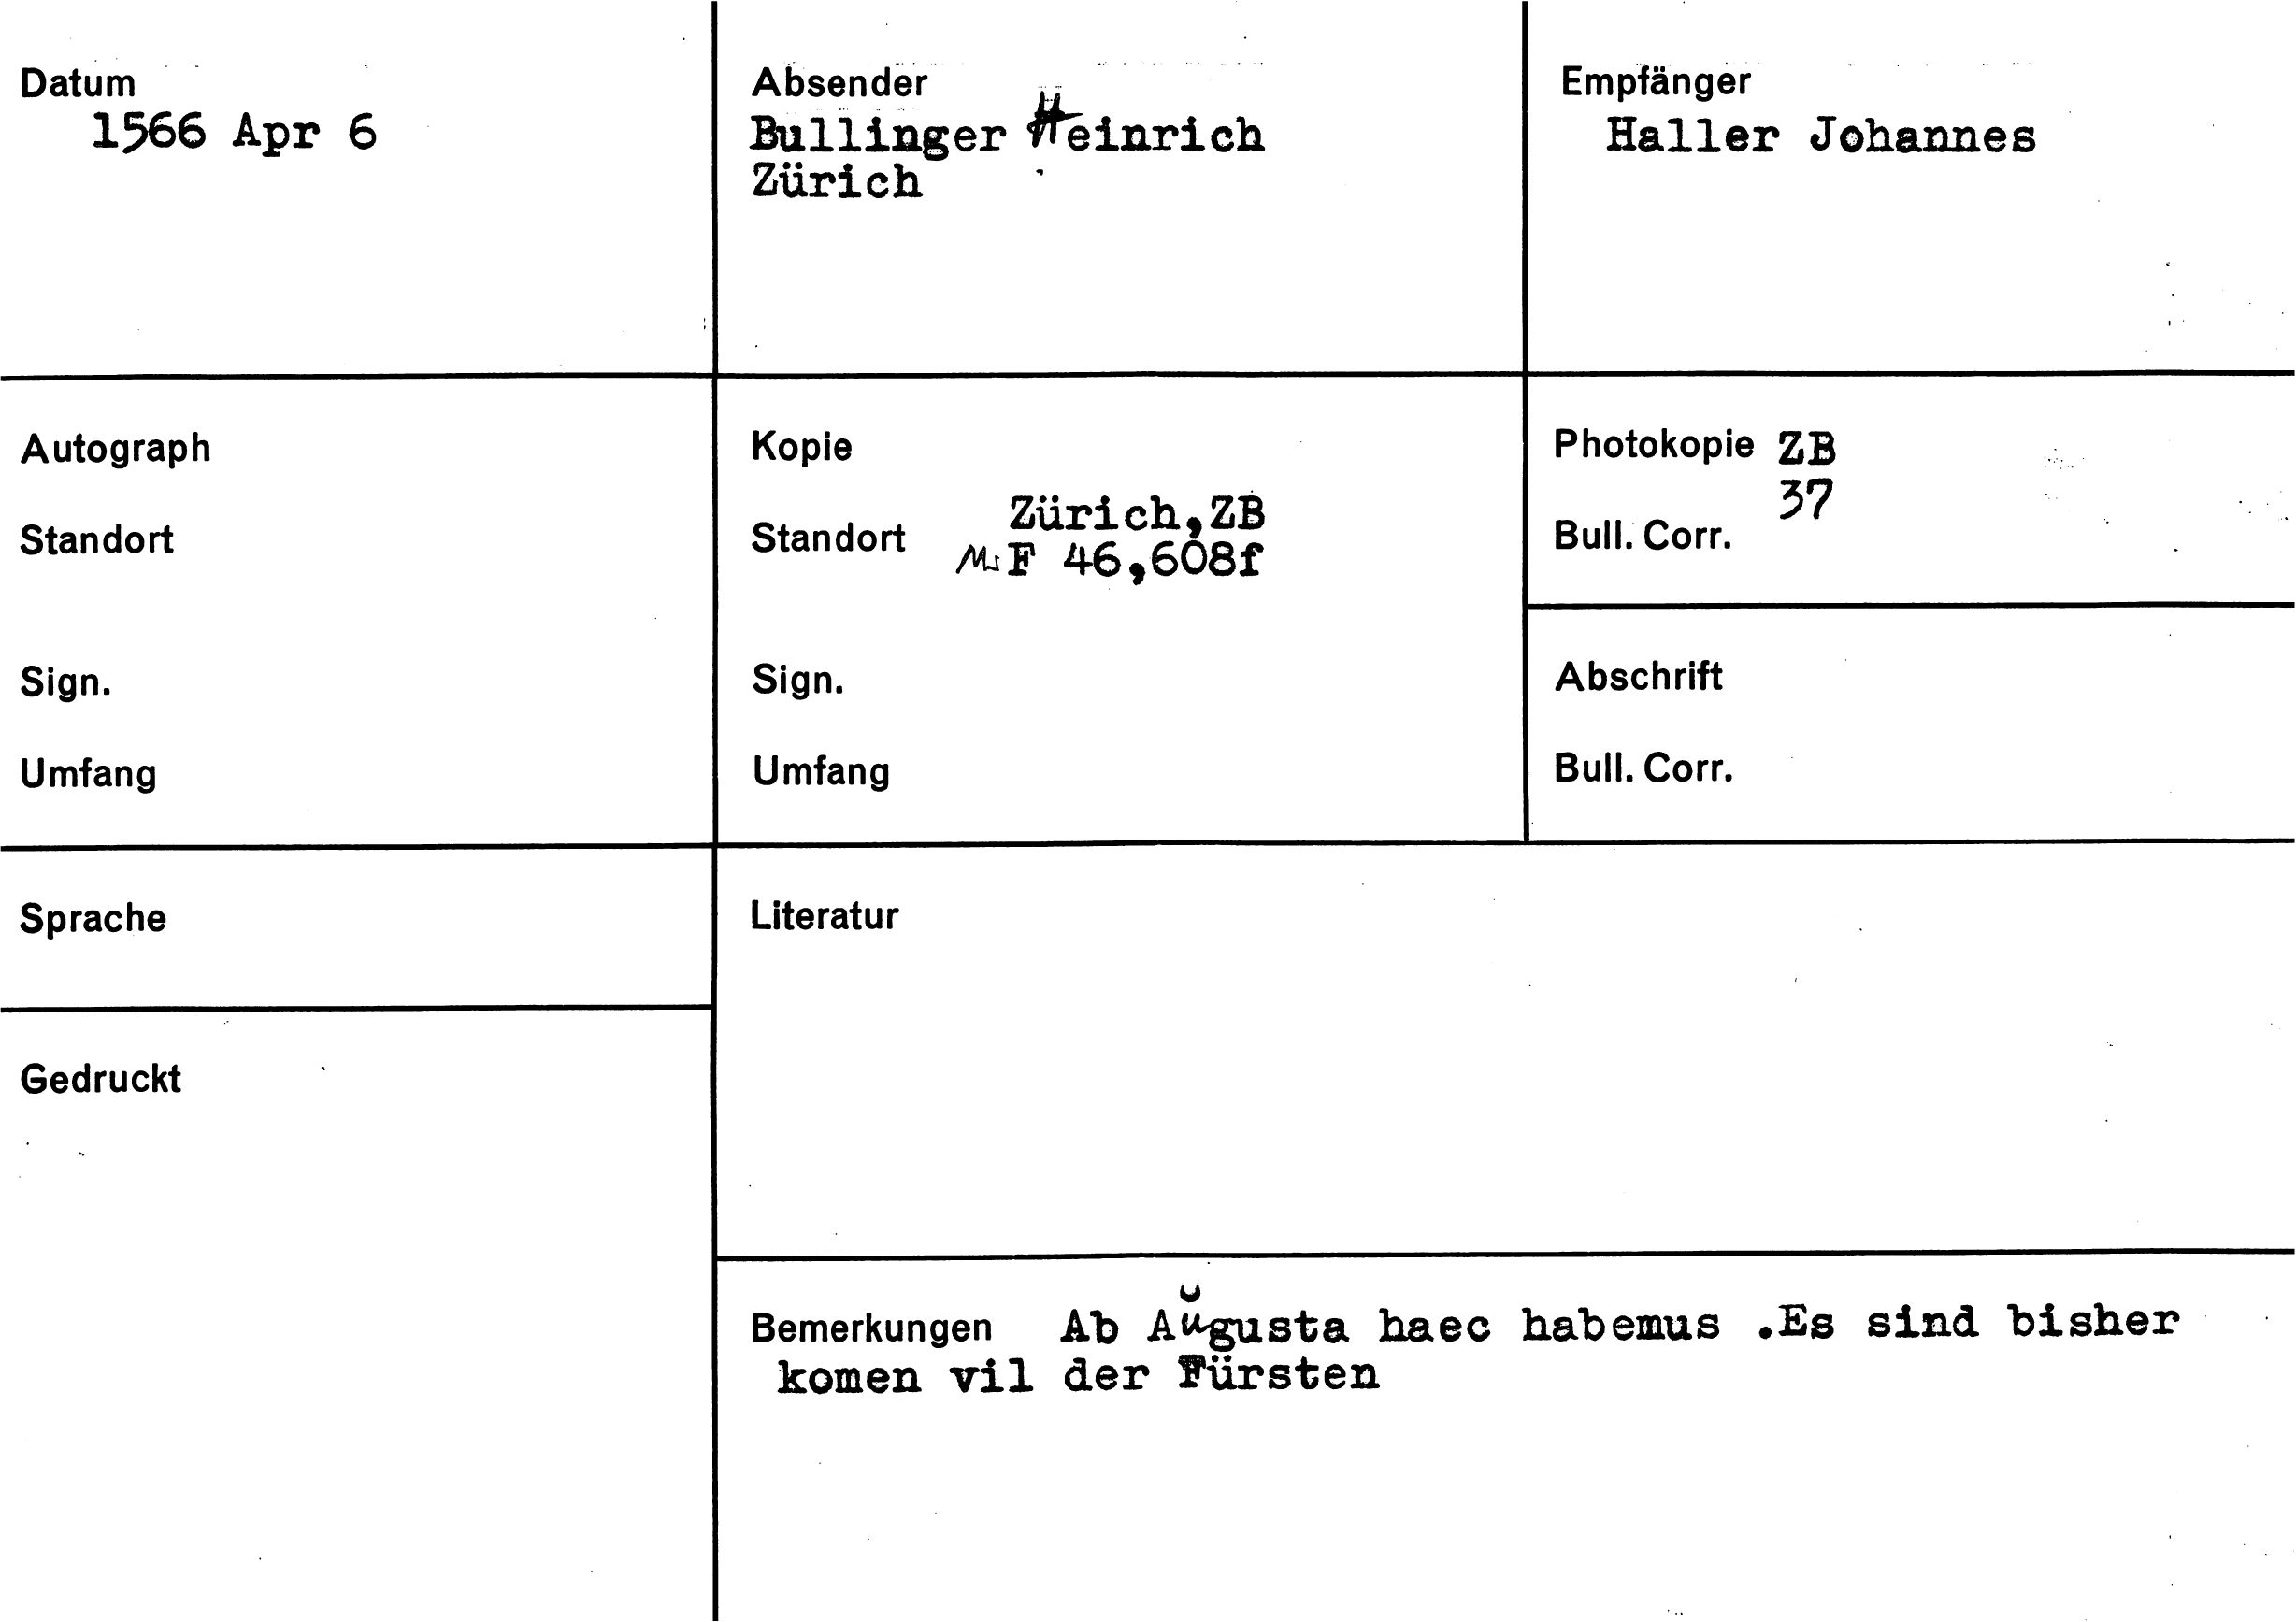 Datum
1566 Apr 6
Absender
Bullinger Heinrich
Zürich
Empfänger
Haller Johannes
Autograph
Standort
Sign.
Umfang
Kopie
Standort Zürich,ZB
Ms F 46,608f
Sign.
Umfang
Photokopie ZB
37
Bull. Corr.
Abschrift
Bull. Corr.
Sprache
Gedruckt
Literatur
Bemerkungen Ab Aŭgusta haec habemus .Es sind bisher
komen vil der Fürsten